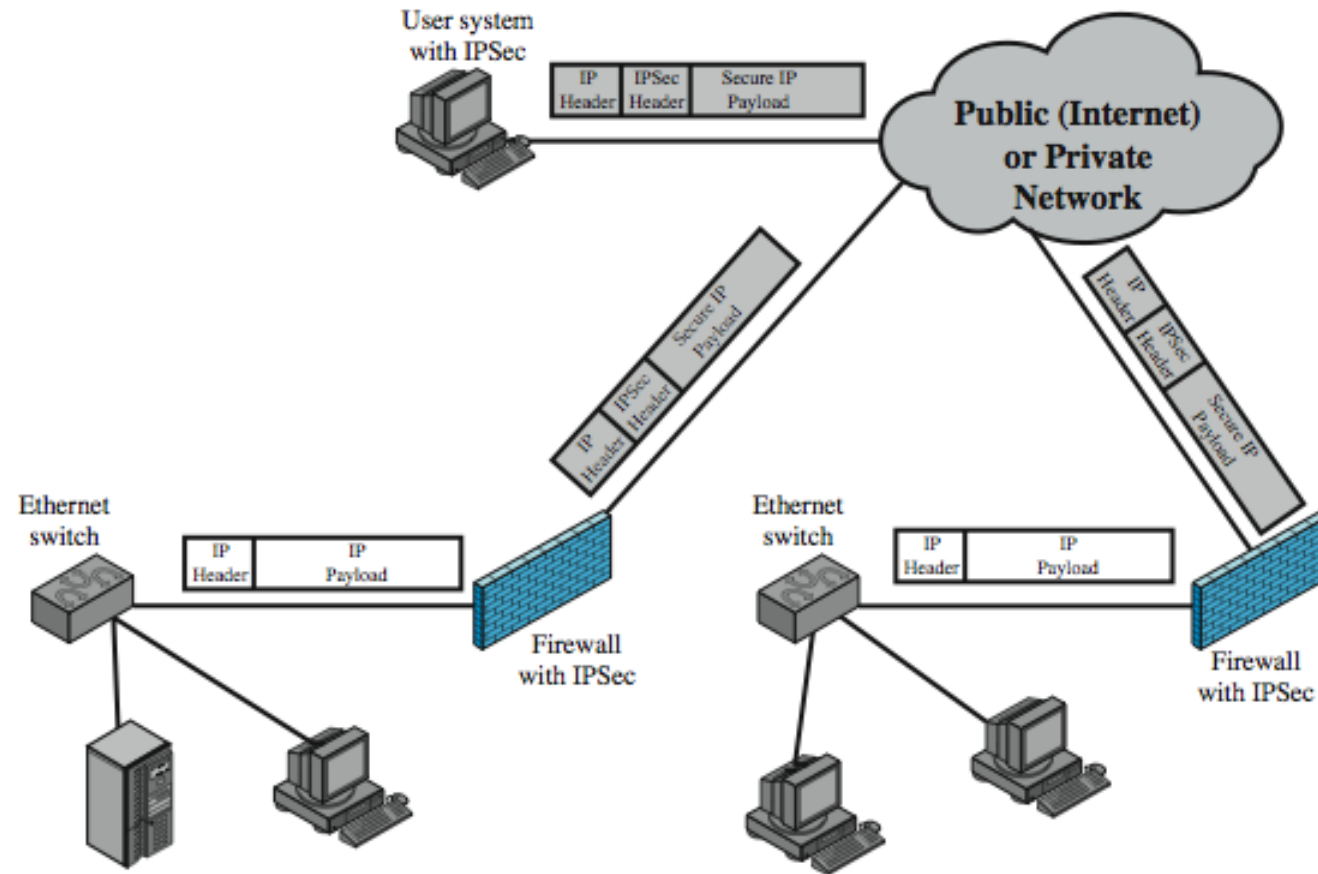 User system
with IPSec
IP
Header
IPSec
Header
Secure IP
Payload
Public (Internet)
or Private
Network
IP
Header
IPSec
Header
Secure IP
Payload
IP
Header
IPSec
Header
Secure IP
Payload
Ethernet
switch
IP
Header
IP
Payload
Firewall
with IPSec
Ethernet
switch
IP
Header
IP
Payload
Firewall
with IPSec